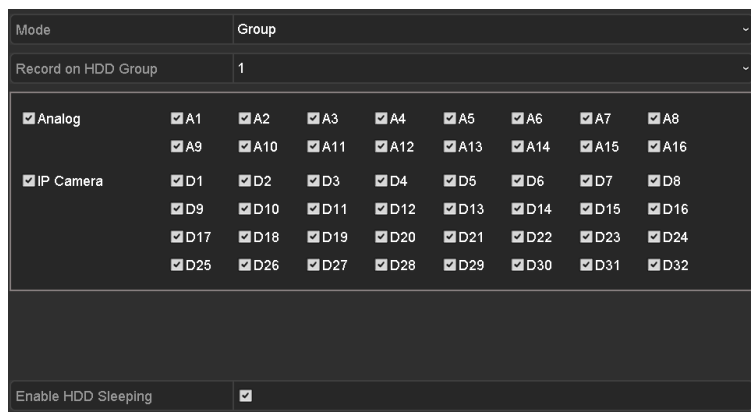 Mode Group
Record on HDD Group 1
Analog A1 A2 A3 A4 A5 A6 A7 A8
A9 A10 A11 A12 A13 A14 A15 A16
IP Camera D1 D2 D3 D4 D5 D6 D7 D8
D9 D10 D11 D12 D13 D14 D15 D16
D17 D18 D19 D20 D21 D22 D23 D24
D25 D26 D27 D28 D29 D30 D31 D32
Enable HDD Sleeping